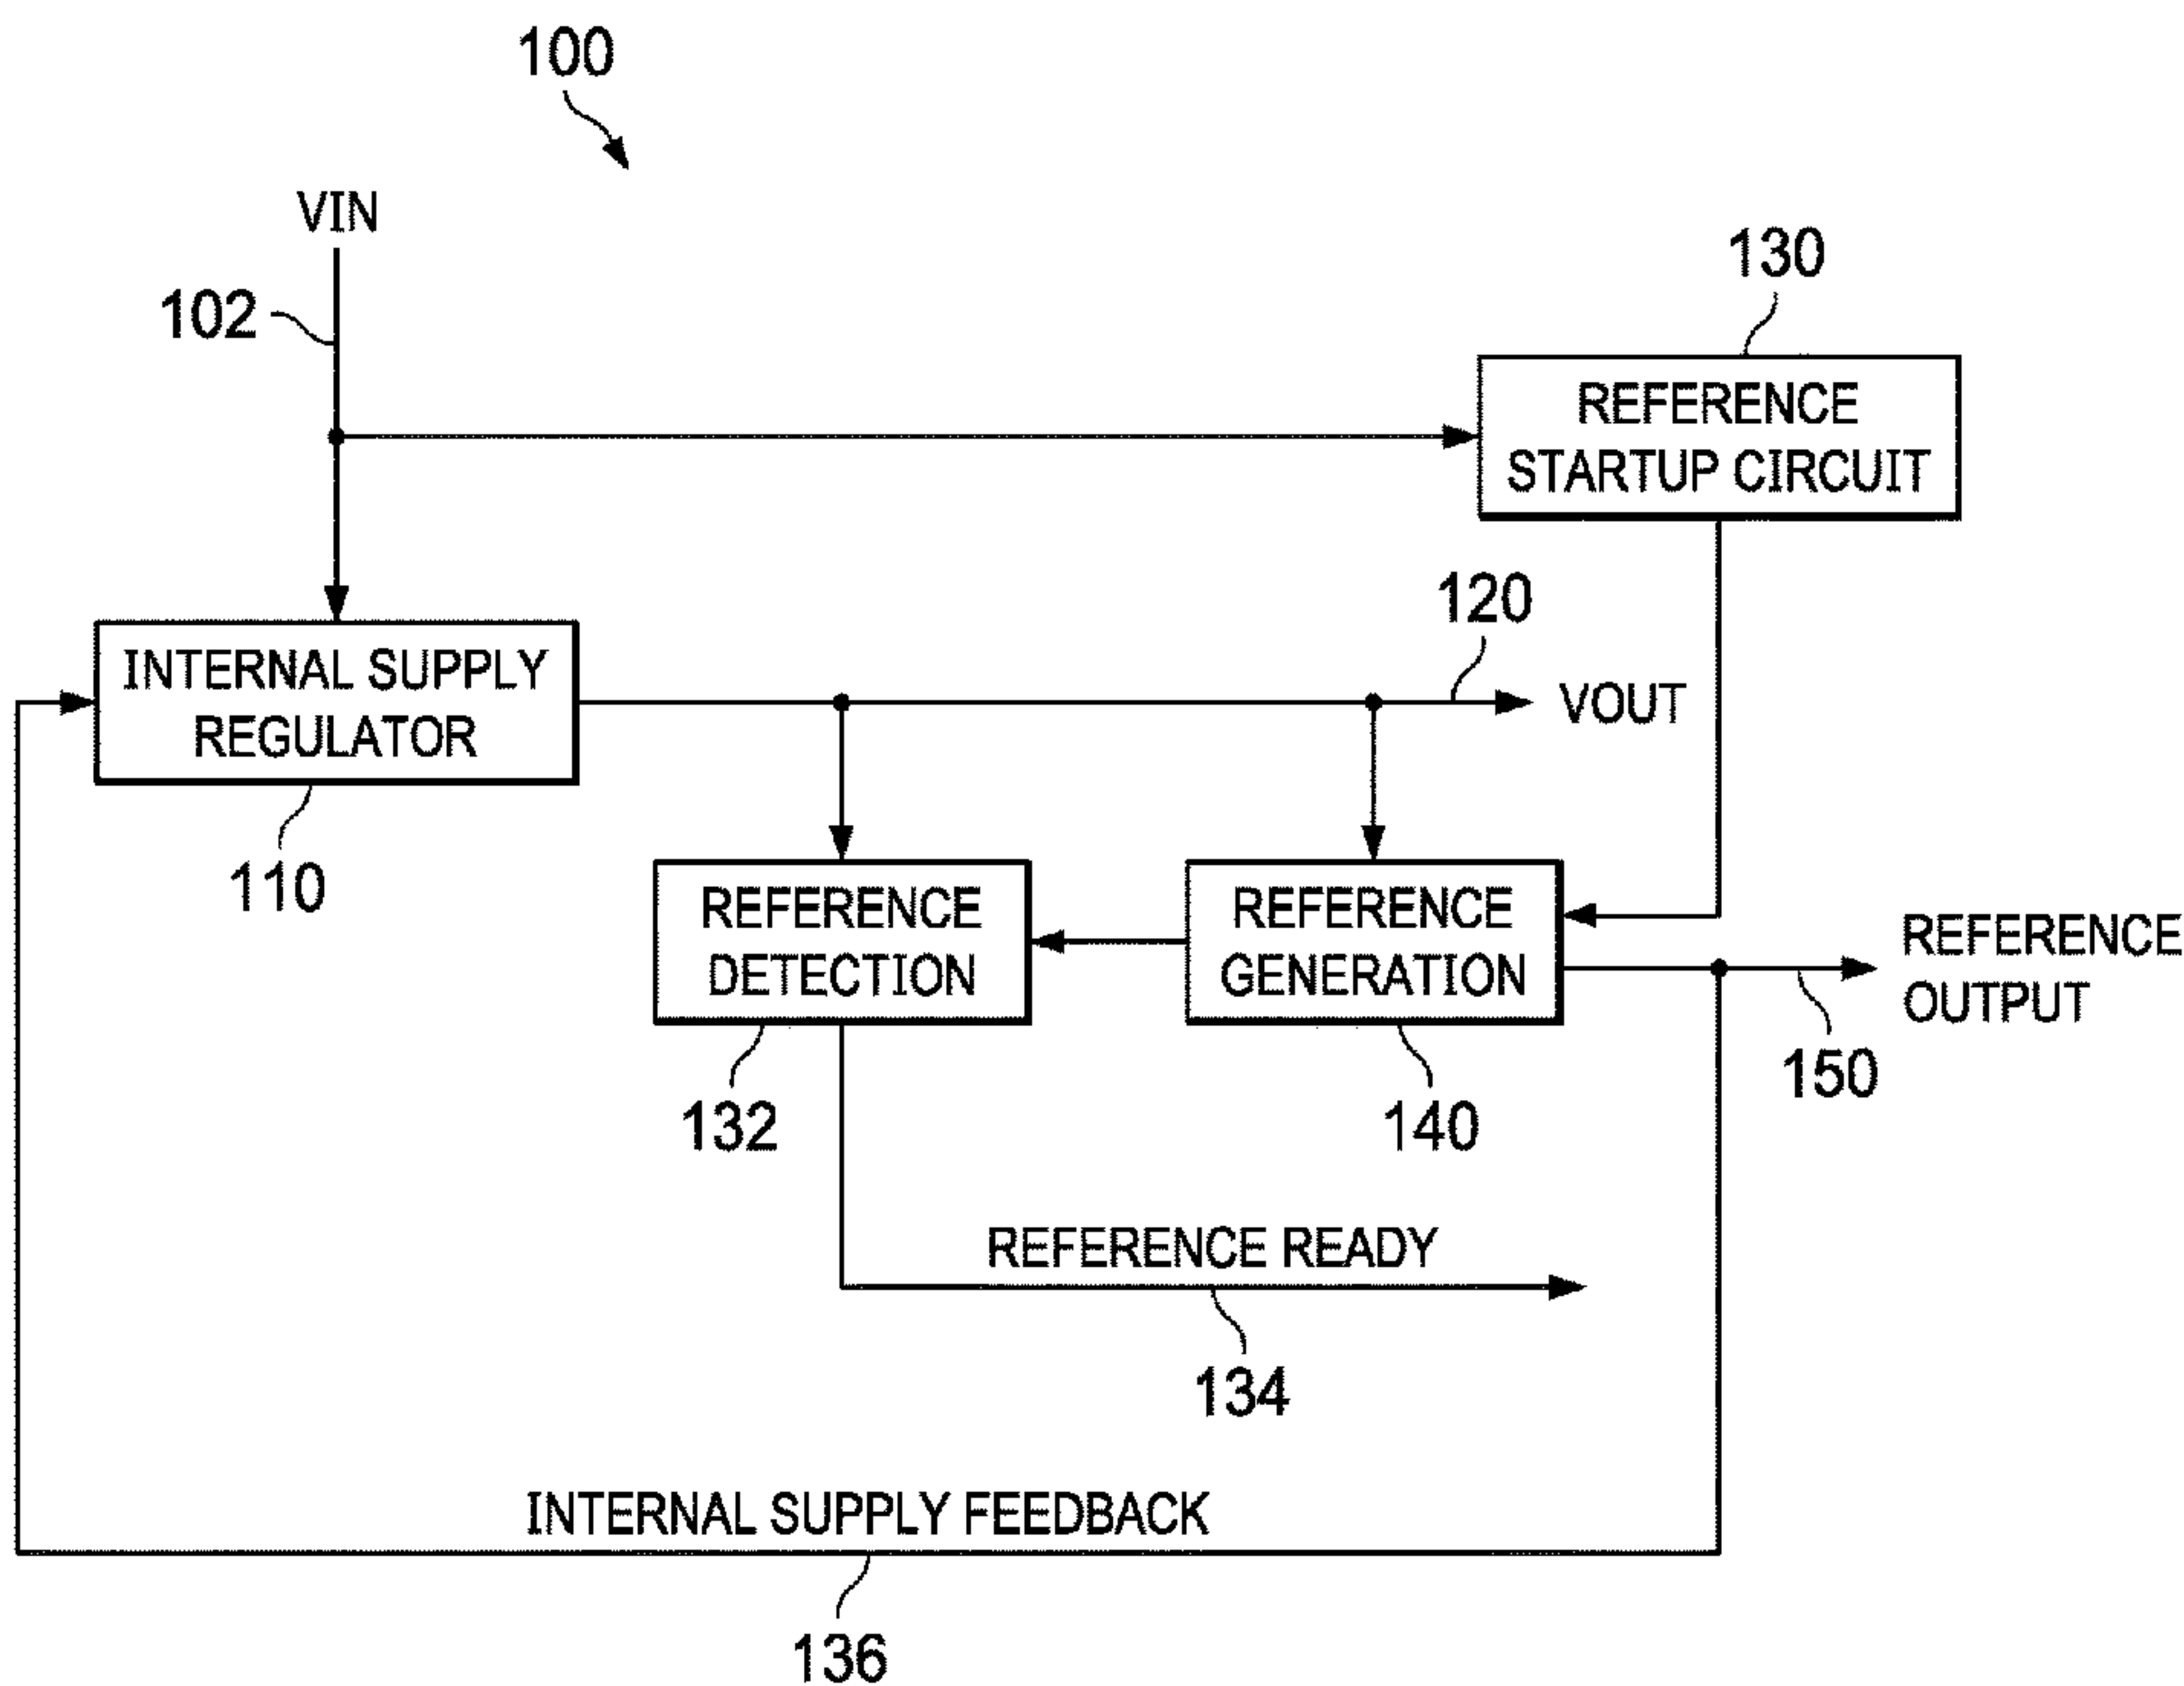 100
VIN
102
130
REFERENCE
STARTUP CIRCUIT
120
VOUT
INTERNAL SUPPLY
REGULATOR
110
REFERENCE
DETECTION
REFERENCE
GENERATION
REFERENCE
OUTPUT
150
132
140
REFERENCE READY
134
INTERNAL SUPPLY FEEDBACK
136